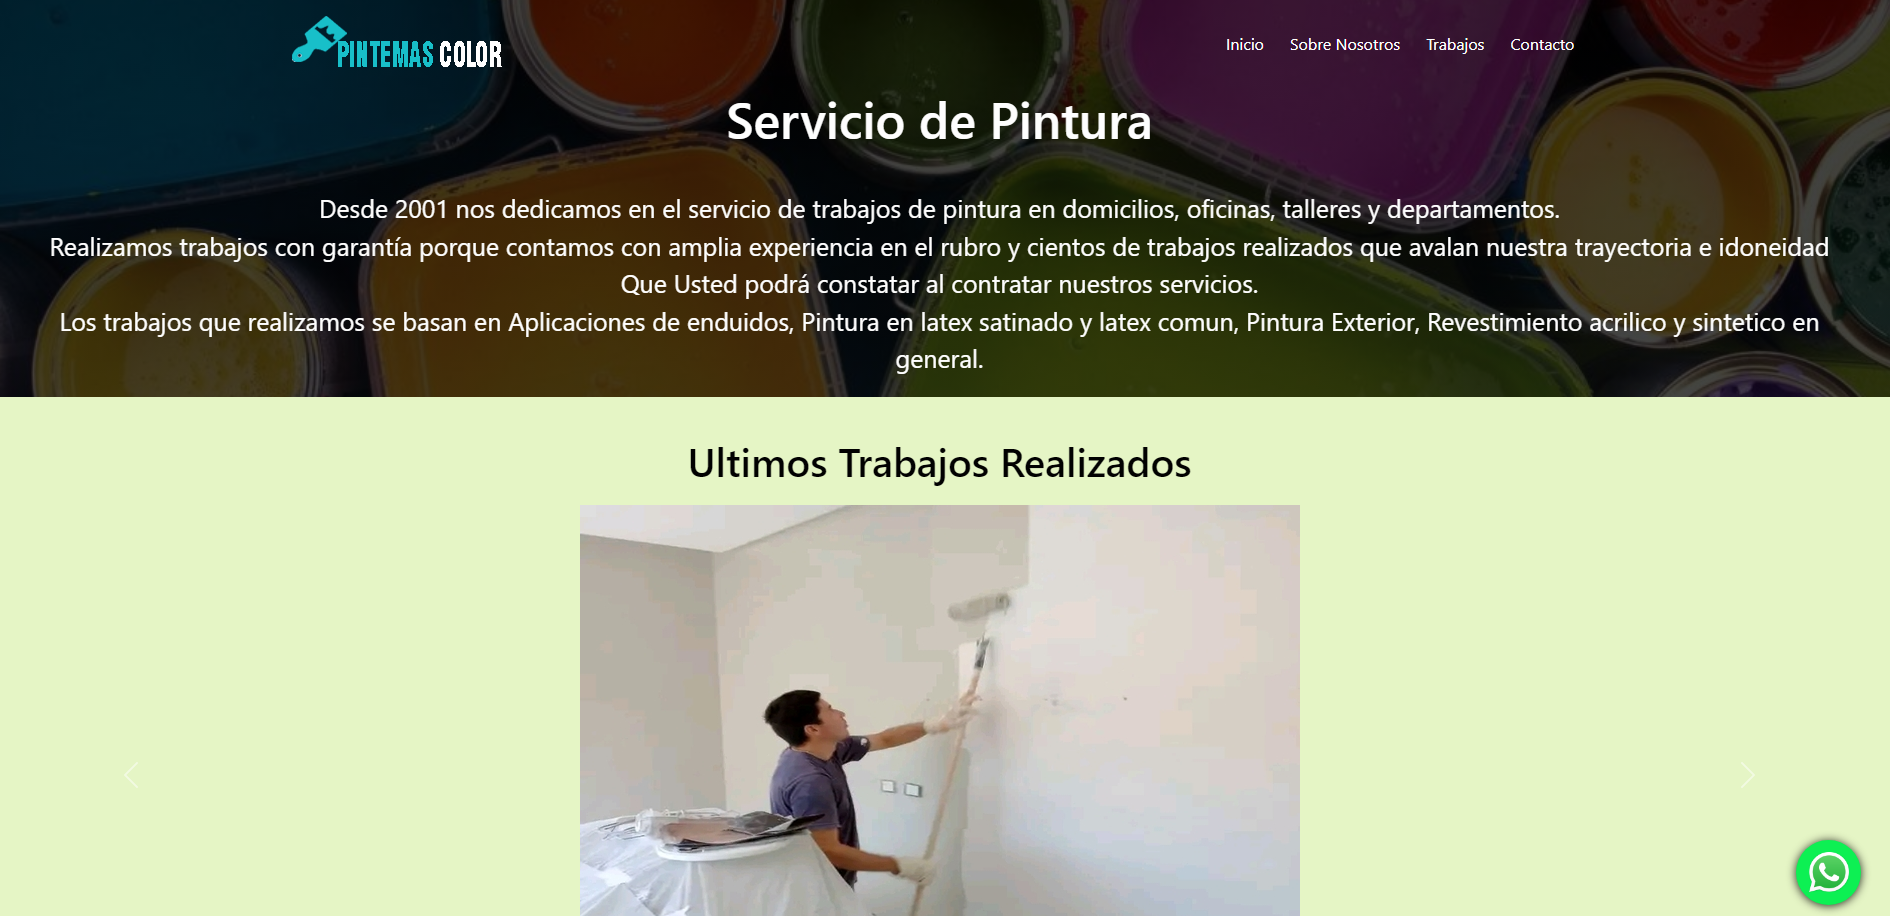 PINTEMAS COLOR
Inicio Sobre Nosotros Trabajos Contacto
Servicio de Pintura
Desde 2001 nos dedicamos en el servicio de trabajos de pintura en domicilios, oficinas, talleres y departamentos.
Realizamos trabajos con garantía porque contamos con amplia experiencia en el rubro y cientos de trabajos realizados que avalan nuestra trayectoria e idoneidad
Que Usted podrá constatar al contratar nuestros servicios.
Los trabajos que realizamos se basan en Aplicaciones de enduidos, Pintura en latex satinado y latex comun, Pintura Exterior, Revestimiento acrilico y sintetico en
general.
Ultimos Trabajos Realizados